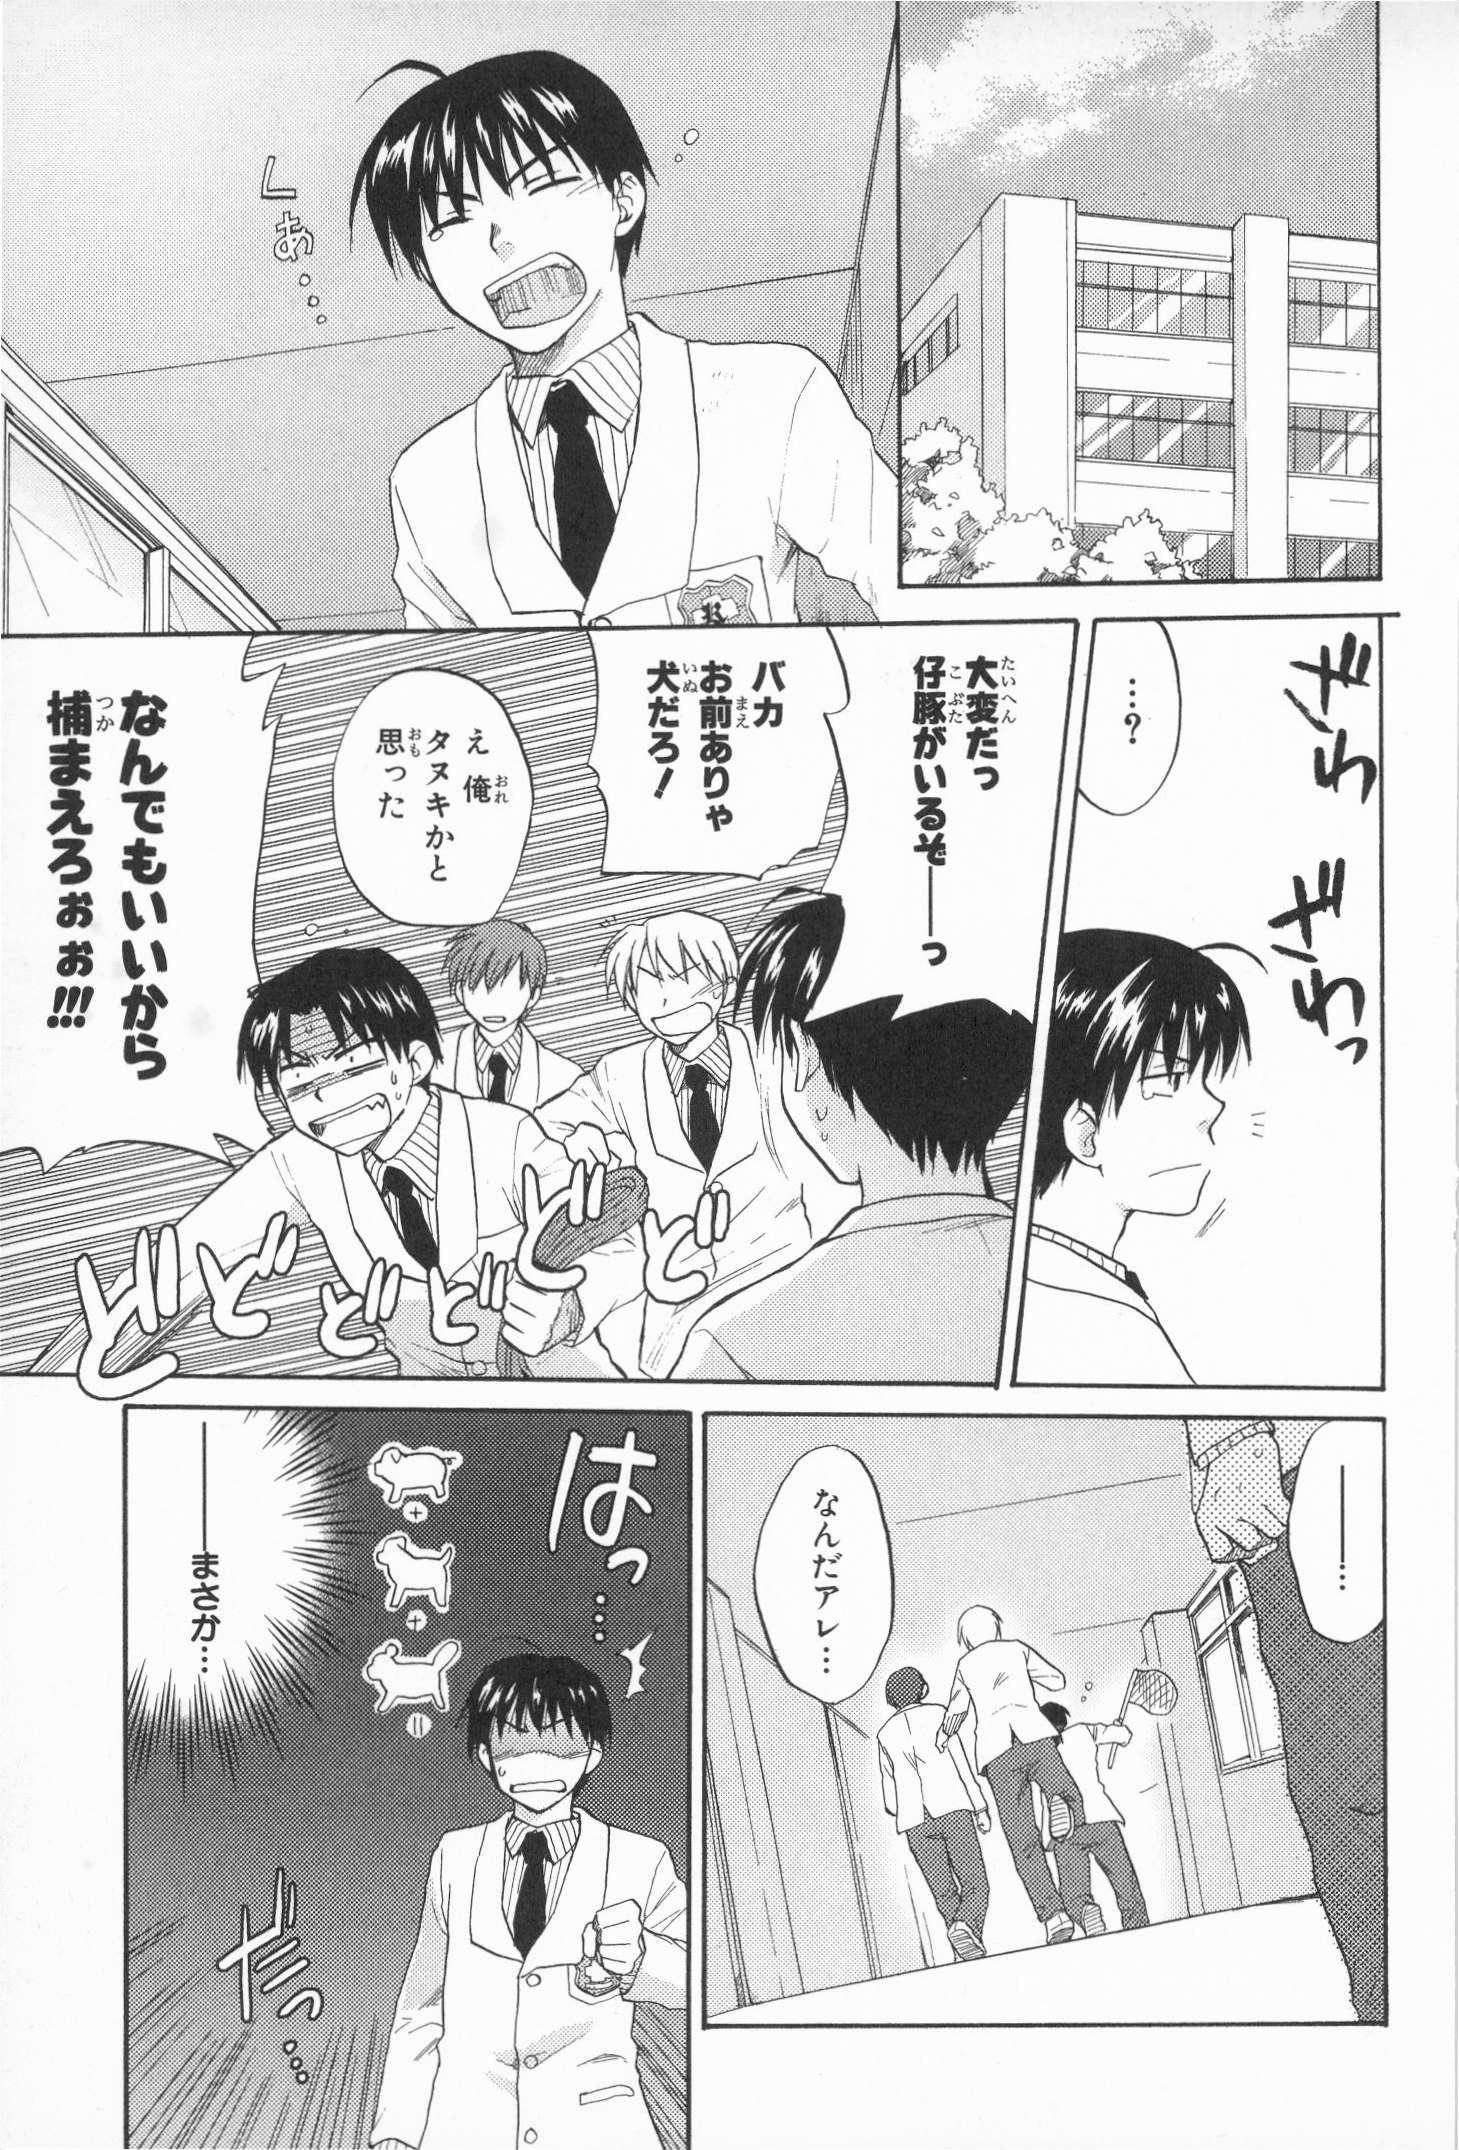 くぁ…
ざわ
ざわっ
…?
大変だっ
仔豚がいるぞ――っ
バカ
お前ありゃ
犬だろ!
え 俺
タヌキかと
思った
なんでもいいから
捕まえろぉぉ!!!
どどどどどど
――…
なんだアレ…
はっ…
+
+
=
――まさか…
だっ…